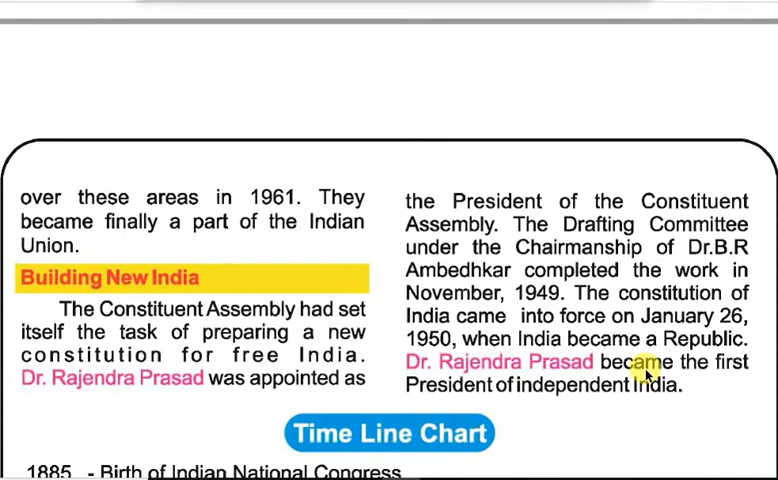 over these areas in 1961. They
became finally a part of the Indian
Union.
Building New India
The Constituent Assembly had set
itself the task of preparing a new
constitution for free India.
Dr. Rajendra Prasad was appointed as
the President of the Constituent
Assembly. The Drafting Committee
under the Chairmanship of Dr.B.R
Ambedhkar completed the work in
November, 1949. The constitution of
India came into force on January 26,
1950, when India became a Republic.
Dr. Rajendra Prasad became the first
President of independent India.
Time Line Chart
1885 - Birth of Indian National Congress